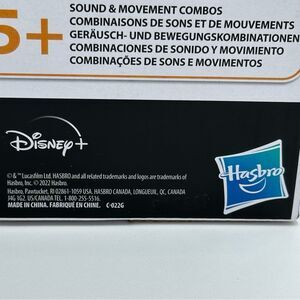 5+
SOUND & MOVEMENT COMBOS
COMBINAISONS DE SONS ET DE MOUVEMENTS
GERÄUSCH- UND BEWEGUNGSKOMBINATIONEN
COMBINACIONES DE SONIDO Y MOVIMIENTO
COMBINAÇÕES DE SONS E MOVIMENTOS
Disney+
Hasbro
® & ™ Lucasfilm Ltd. HASBRO and all related trademarks and logos are trademarks of
Hasbro, Inc. © 2022 Hasbro.
Hasbro, Pawtucket, RI 02861-1059 USA. HASBRO CANADA, LONGUEUIL, QC, CANADA
J4G 1G2. US/CANADA TEL. 1-800-255-5516.
MADE IN CHINA. FABRIQUÉ EN CHINE. C-022G